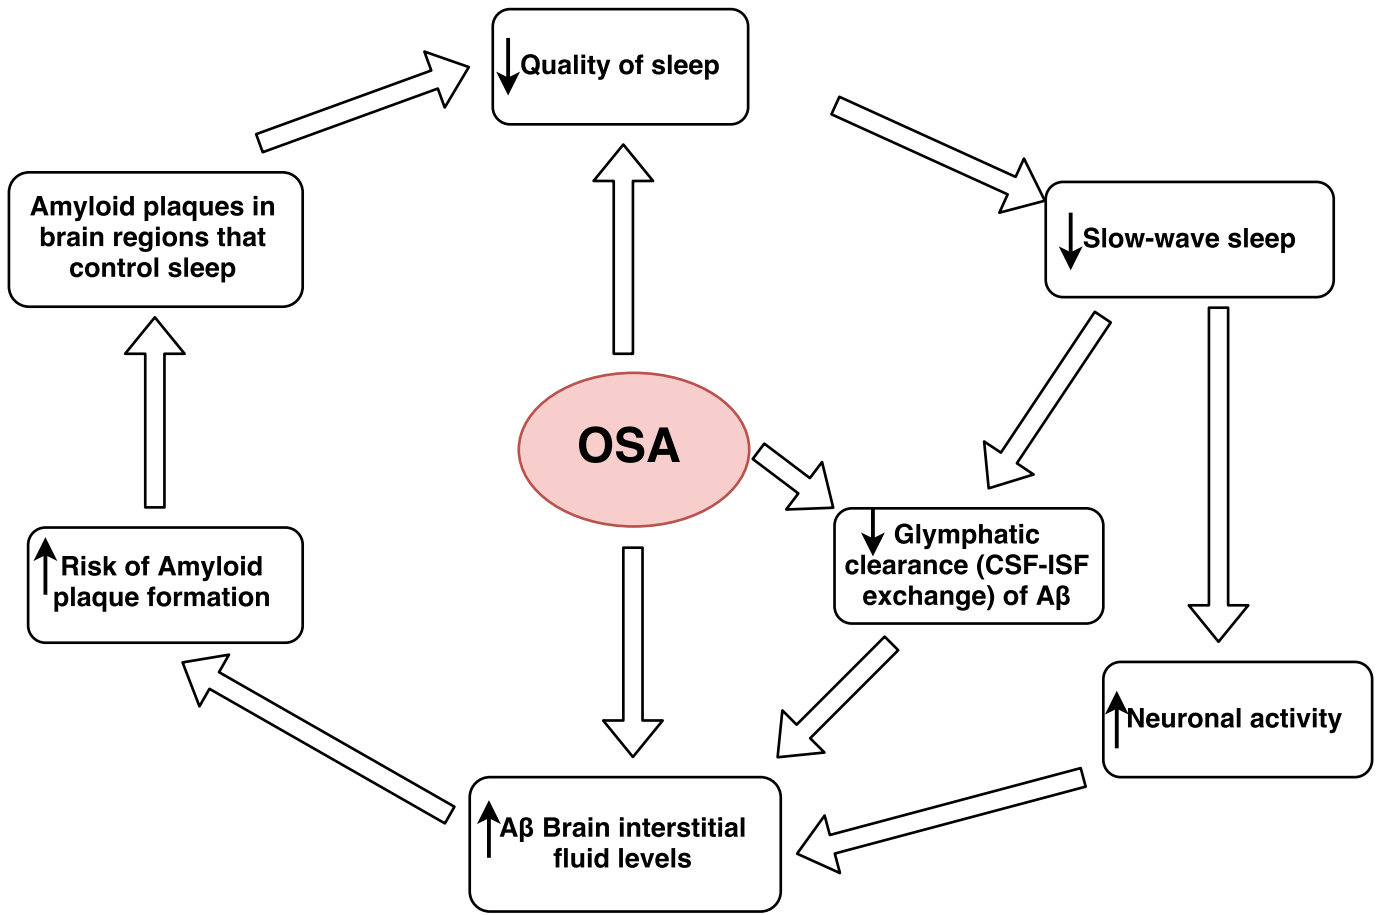 Quality of sleep
Amyloid plaques in
brain regions that
control sleep
Slow-wave sleep
OSA
Glymphatic
clearance (CSF-ISF
exchange) of Aβ
Risk of Amyloid
plaque formation
Neuronal activity
Aβ Brain interstitial
fluid levels